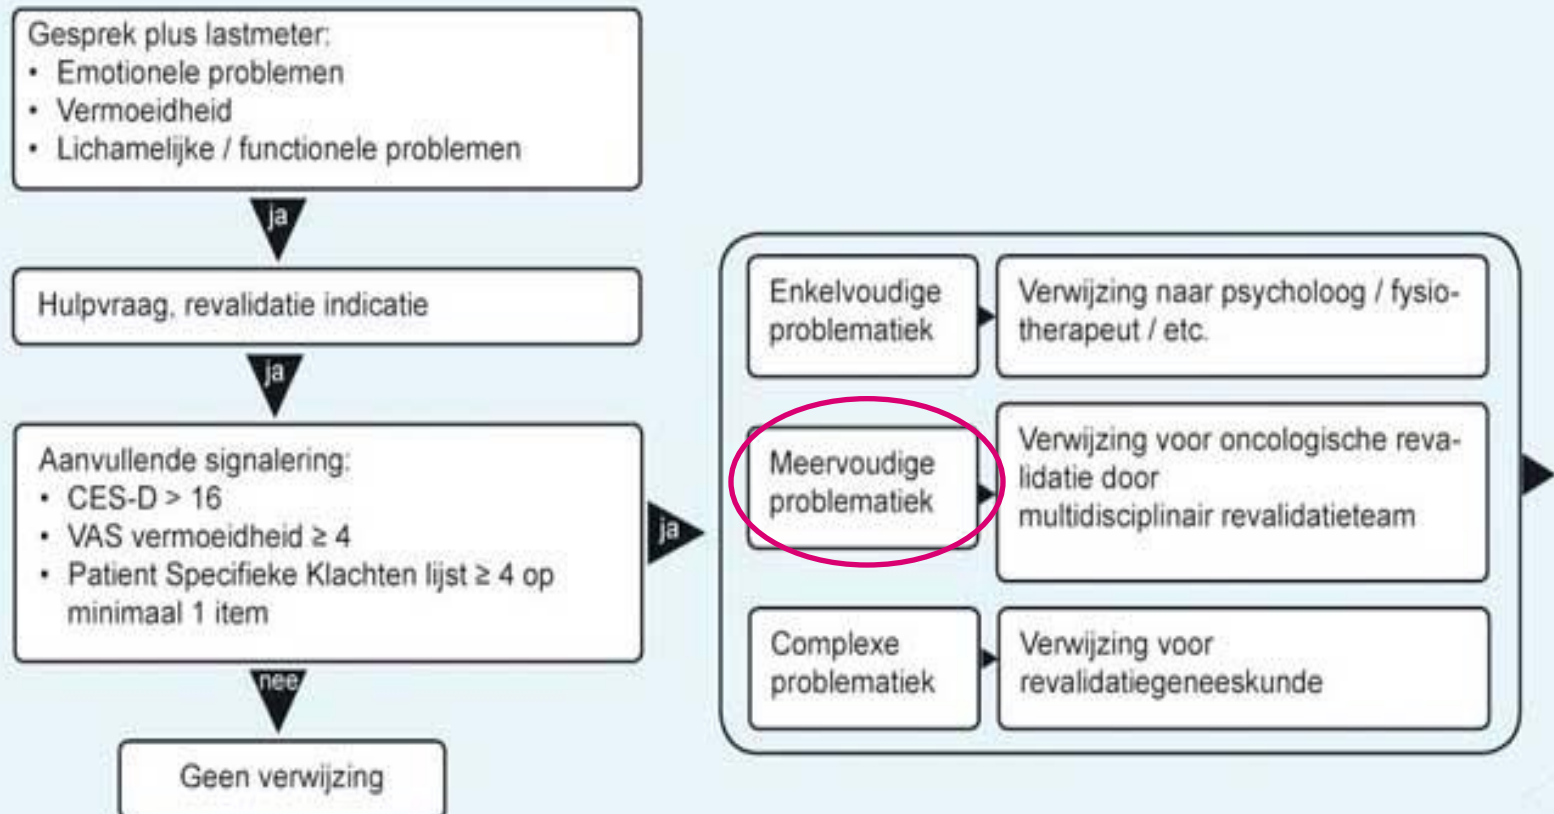 Gesprek plus lastmeter:
• Emotionele problemen
• Vermoeidheid
• Lichamelijke / functionele problemen
ja
Hulpvraag, revalidatie indicatie
ja
Aanvullende signalering:
• CES-D > 16
• VAS vermoeidheid ≥ 4
• Patient Specifieke Klachten lijst ≥ 4 op
minimaal 1 item
nee
Geen verwijzing
ja
Enkelvoudige
problematiek
Verwijzing naar psycholoog / fysio-
therapeut / etc.
Meervoudige
problematiek
Verwijzing voor oncologische reva-
lidatie door
multidisciplinair revalidatieteam
Complexe
problematiek
Verwijzing voor
revalidatiegeneeskunde